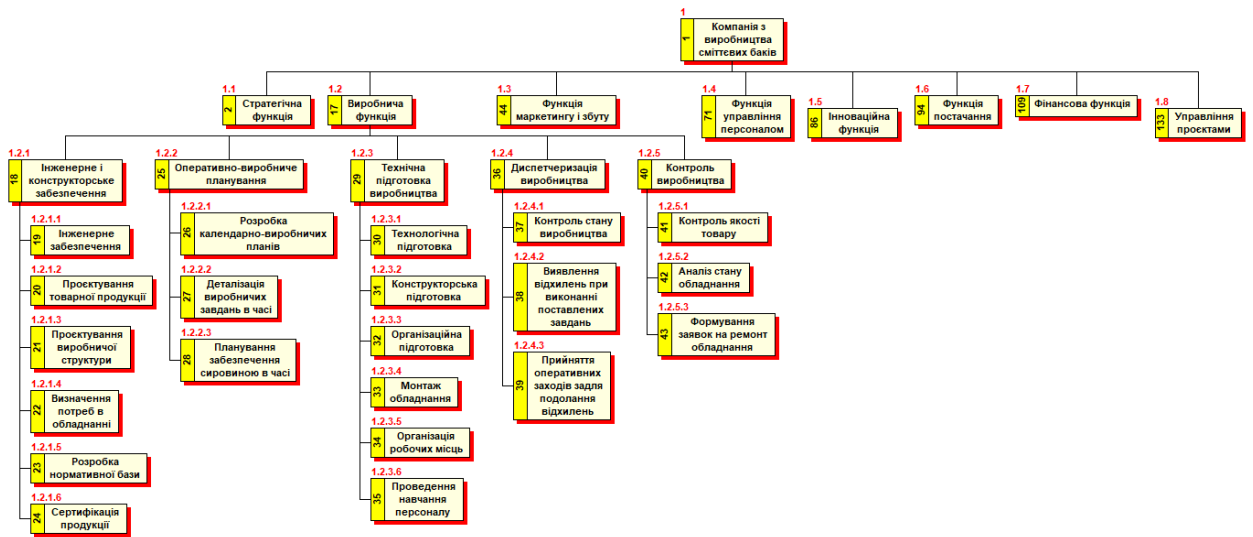 1
1
Компанія з
виробництва
сміттєвих баків
1.1
2
Стратегічна
функція
1.2
17
Виробнича
функція
1.3
44
Функція
маркетингу і збуту
1.4
71
Функція
управління
персоналом
1.5
86
Інноваційна
функція
1.6
94
Функція
постачання
1.7
109
Фінансова функція
1.8
133
Управління
проєктами
1.2.1
18
Інженерне і
конструкторське
забезпечення
1.2.1.1
19
Інженерне
забезпечення
1.2.1.2
20
Проєктування
товарної продукції
1.2.1.3
21
Проєктування
виробничої
структури
1.2.1.4
22
Визначення
потреб в
обладнанні
1.2.1.5
23
Розробка
нормативної бази
1.2.1.6
24
Сертифікація
продукції
1.2.2
25
Оперативно-виробниче
планування
1.2.2.1
26
Розробка
календарно-виробничих
планів
1.2.2.2
27
Деталізація
виробничих
завдань в часі
1.2.2.3
28
Планування
забезпечення
сировиною в часі
1.2.3
29
Технічна
підготовка
виробництва
1.2.3.1
30
Технологічна
підготовка
1.2.3.2
31
Конструкторська
підготовка
1.2.3.3
32
Організаційна
підготовка
1.2.3.4
33
Монтаж
обладнання
1.2.3.5
34
Організація
робочих місць
1.2.3.6
35
Проведення
навчання
персоналу
1.2.4
36
Диспетчеризація
виробництва
1.2.4.1
37
Контроль стану
виробництва
1.2.4.2
38
Виявлення
відхилень при
виконанні
поставлених
завдань
1.2.4.3
39
Прийняття
оперативних
заходів задля
подолання
відхилень
1.2.5
40
Контроль
виробництва
1.2.5.1
41
Контроль якості
товару
1.2.5.2
42
Аналіз стану
обладнання
1.2.5.3
43
Формування
заявок на ремонт
обладнання